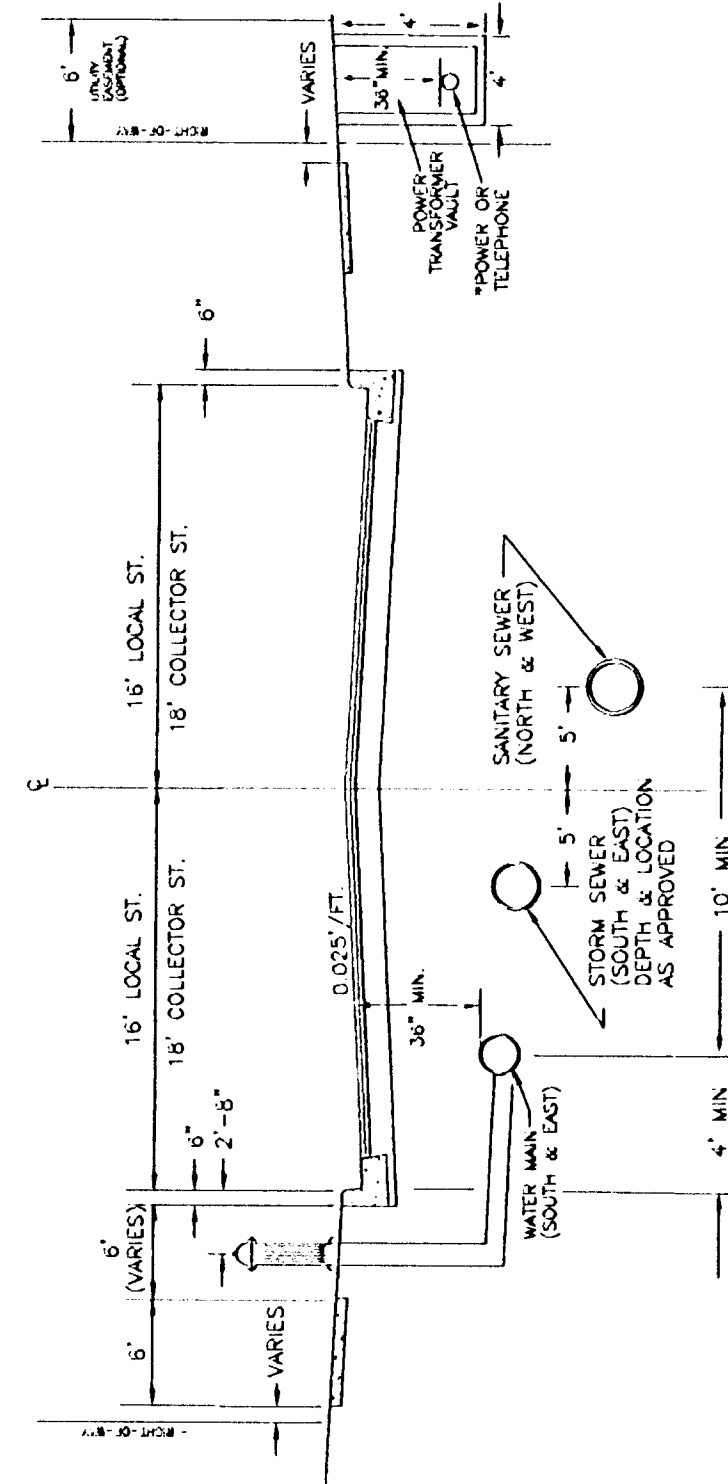 RIGHT-OF-WAY
6'
VARIES
6'
(VARIES)
6"
2'-8"
16' LOCAL ST.
18' COLLECTOR ST.
℄
16' LOCAL ST.
18' COLLECTOR ST.
6"
RIGHT-OF-WAY
6'
UTILITY
EASEMENT
(OPTIONAL)
VARIES
0.025'/FT.
36" MIN.
36" MIN.
4'
4'
POWER
TRANSFORMER
VAULT
*POWER OR
TELEPHONE
WATER MAIN
(SOUTH & EAST)
STORM SEWER
(SOUTH & EAST)
DEPTH & LOCATION
AS APPROVED
SANITARY SEWER
(NORTH & WEST)
5'
5'
4' MIN
10' MIN